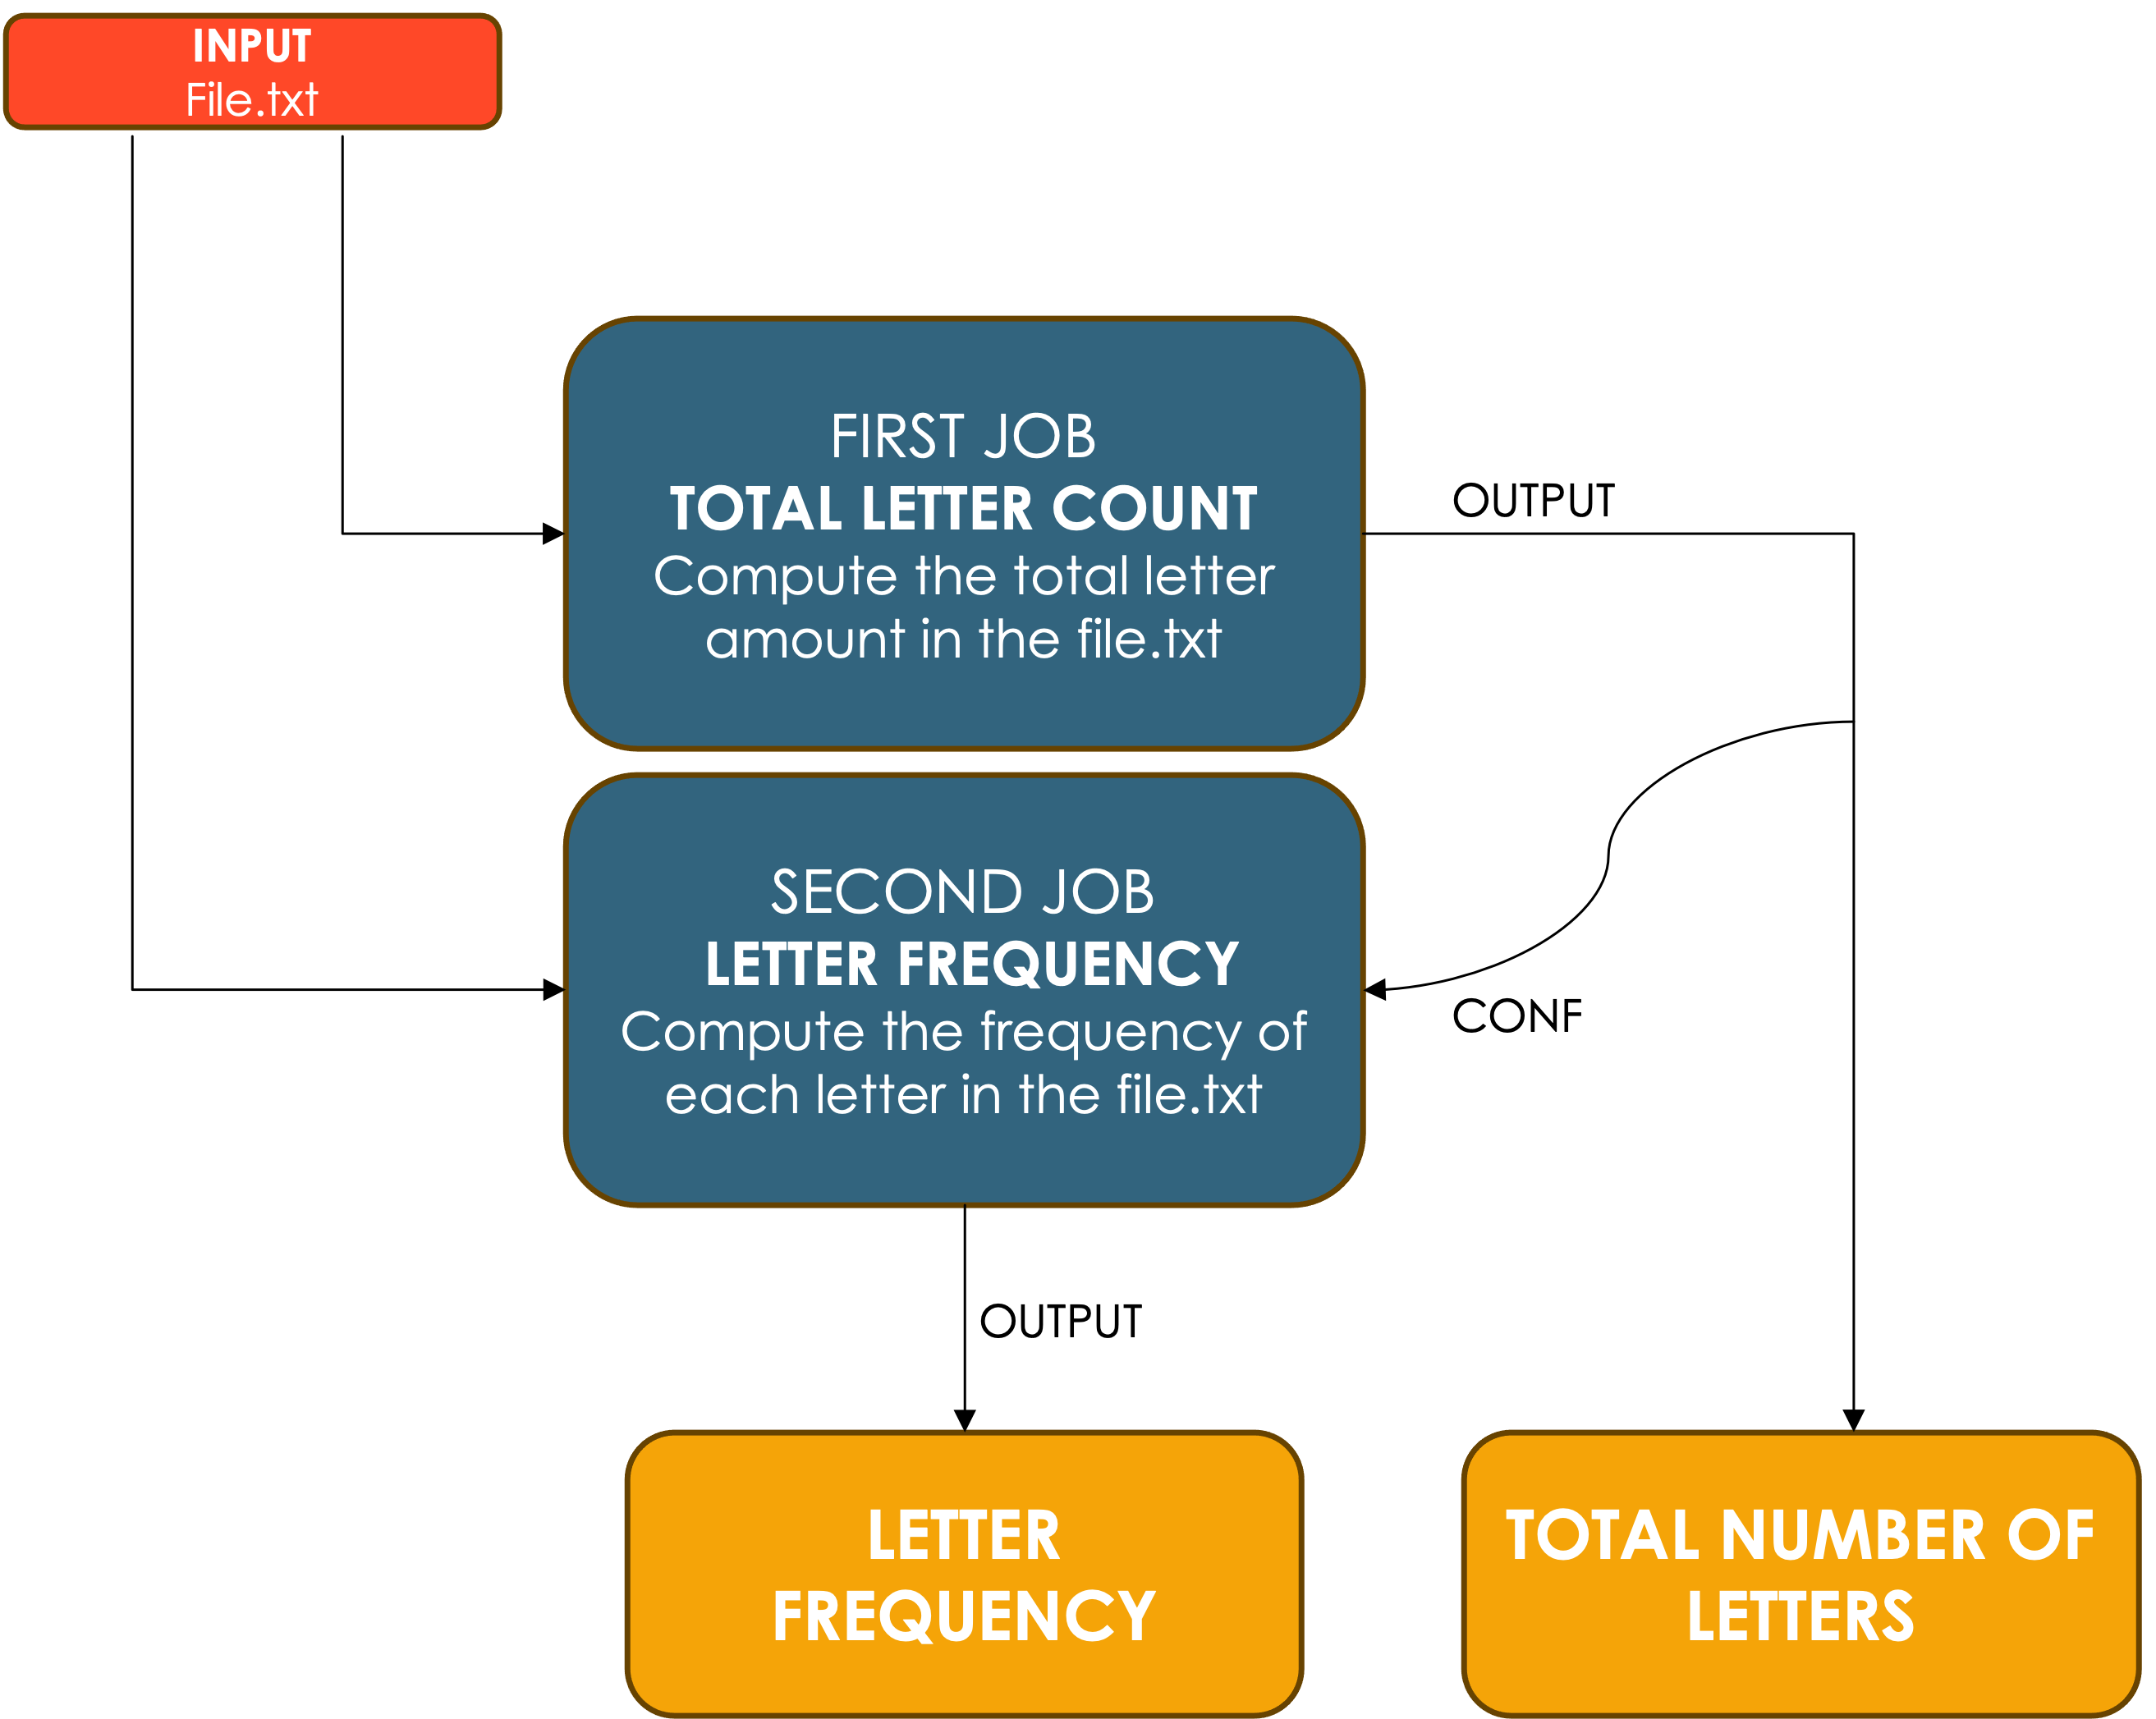 INPUT
File.txt
FIRST JOB
TOTAL LETTER COUNT
Compute the total letter
amount in the file.txt
OUTPUT
SECOND JOB
LETTER FREQUENCY
Compute the frequency of
each letter in the file.txt
CONF
OUTPUT
LETTER
FREQUENCY
TOTAL NUMBER OF
LETTERS